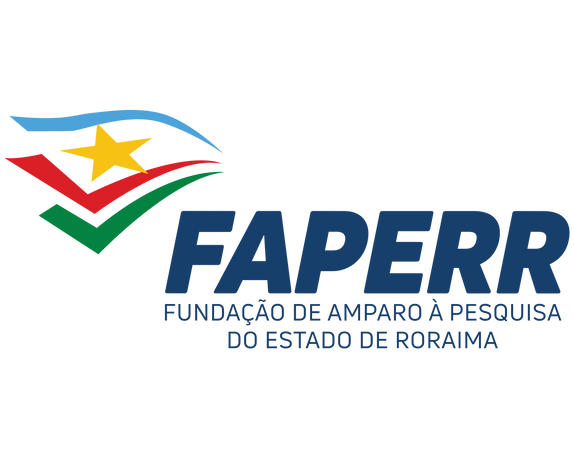 FAPERR
FUNDAÇÃO DE AMPARO À PESQUISA
DO ESTADO DE RORAIMA